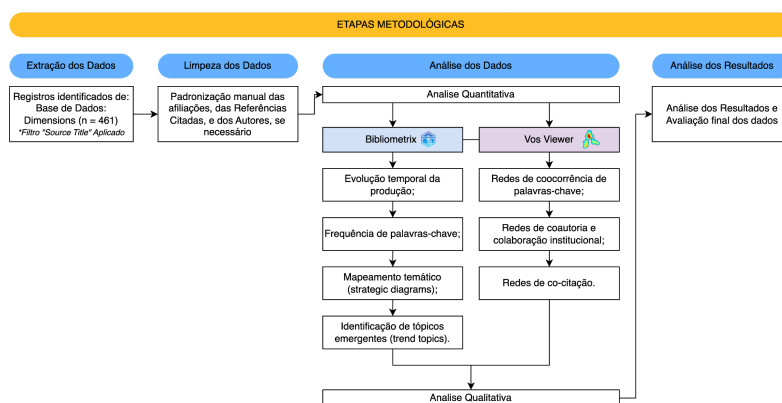 ETAPAS METODOLÓGICAS
Extração dos Dados
Limpeza dos Dados
Análise dos Dados
Análise dos Resultados
Registros identificados de:
Base de Dados:
Dimensions (n = 461)
*Filtro "Source Title" Aplicado
Padronização manual das
afiliações, das Referências
Citadas, e dos Autores, se
necessário
Analise Quantitativa
Análise dos Resultados e
Avaliação final dos dados
Bibliometrix
Vos Viewer
Evolução temporal da
produção;
Redes de coocorrência de
palavras-chave;
Frequência de palavras-chave;
Redes de coautoria e
colaboração institucional;
Mapeamento temático
(strategic diagrams);
Redes de co-citação.
Identificação de tópicos
emergentes (trend topics).
Analise Qualitativa